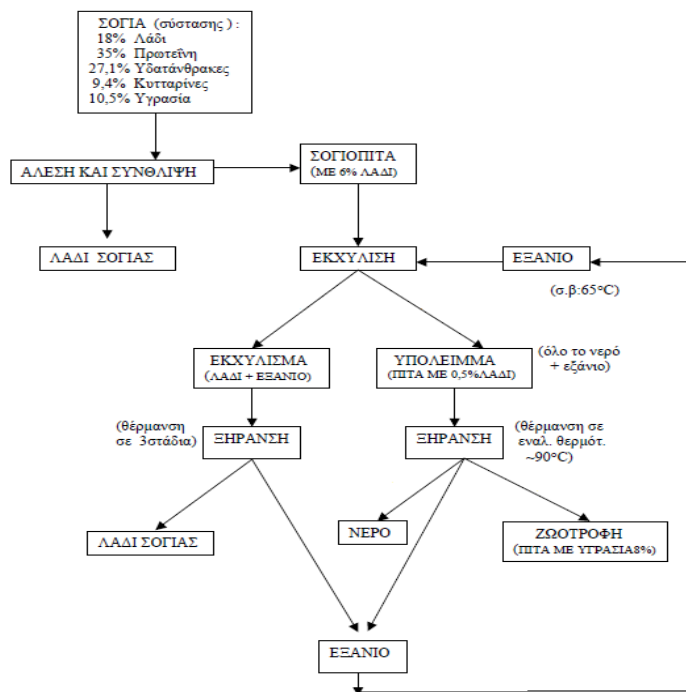 ΣΟΓΙΑ (σύστασης ) :
18% Λάδι
35% Πρωτεΐνη
27,1% Υδατάνθρακες
9,4% Κυτταρίνες
10,5% Υγρασία
ΑΛΕΣΗ ΚΑΙ ΣΥΝΘΛΙΨΗ
ΣΟΓΙΟΠΙΤΑ
(ΜΕ 6% ΛΑΔΙ)
ΛΑΔΙ ΣΟΓΙΑΣ
ΕΚΧΥΛΙΣΗ
ΕΞΑΝΙΟ
(σ.β:65°C)
ΕΚΧΥΛΙΣΜΑ
(ΛΑΔΙ + ΕΞΑΝΙΟ)
ΥΠΟΛΕΙΜΜΑ
(ΠΙΤΑ ΜΕ 0,5%ΛΑΔΙ)
(όλο το νερό
+ εξάνιο)
(θέρμανση
σε 3στάδια)
ΞΗΡΑΝΣΗ
ΞΗΡΑΝΣΗ
(θέρμανση σε
εναλ. θερμότ.
~90°C)
ΛΑΔΙ ΣΟΓΙΑΣ
ΝΕΡΟ
ΖΩΟΤΡΟΦΗ
(ΠΙΤΑ ΜΕ ΥΓΡΑΣΙΑ8%)
ΕΞΑΝΙΟ